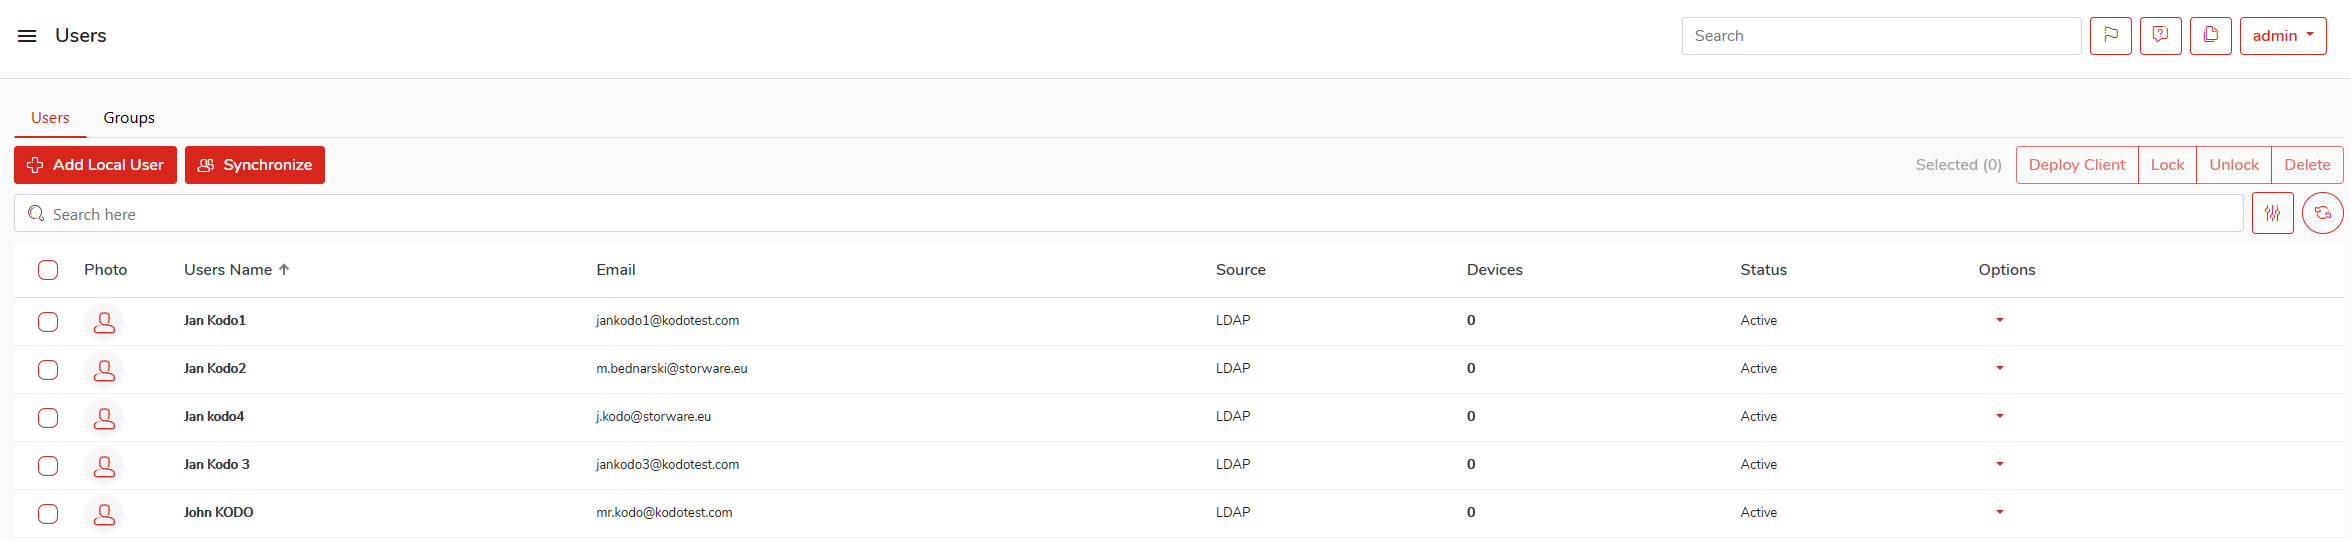 Users Search admin
Users Groups
Add Local User Synchronize Selected (0) Deploy Client Lock Unlock Delete
Search here
Photo Users Name Email Source Devices Status Options
Jan Kodo1 jankodo1@kodotest.com LDAP 0 Active
Jan Kodo2 m.bednarski@storware.eu LDAP 0 Active
Jan kodo4 j.kodo@storware.eu LDAP 0 Active
Jan Kodo 3 jankodo3@kodotest.com LDAP 0 Active
John KODO mr.kodo@kodotest.com LDAP 0 Active